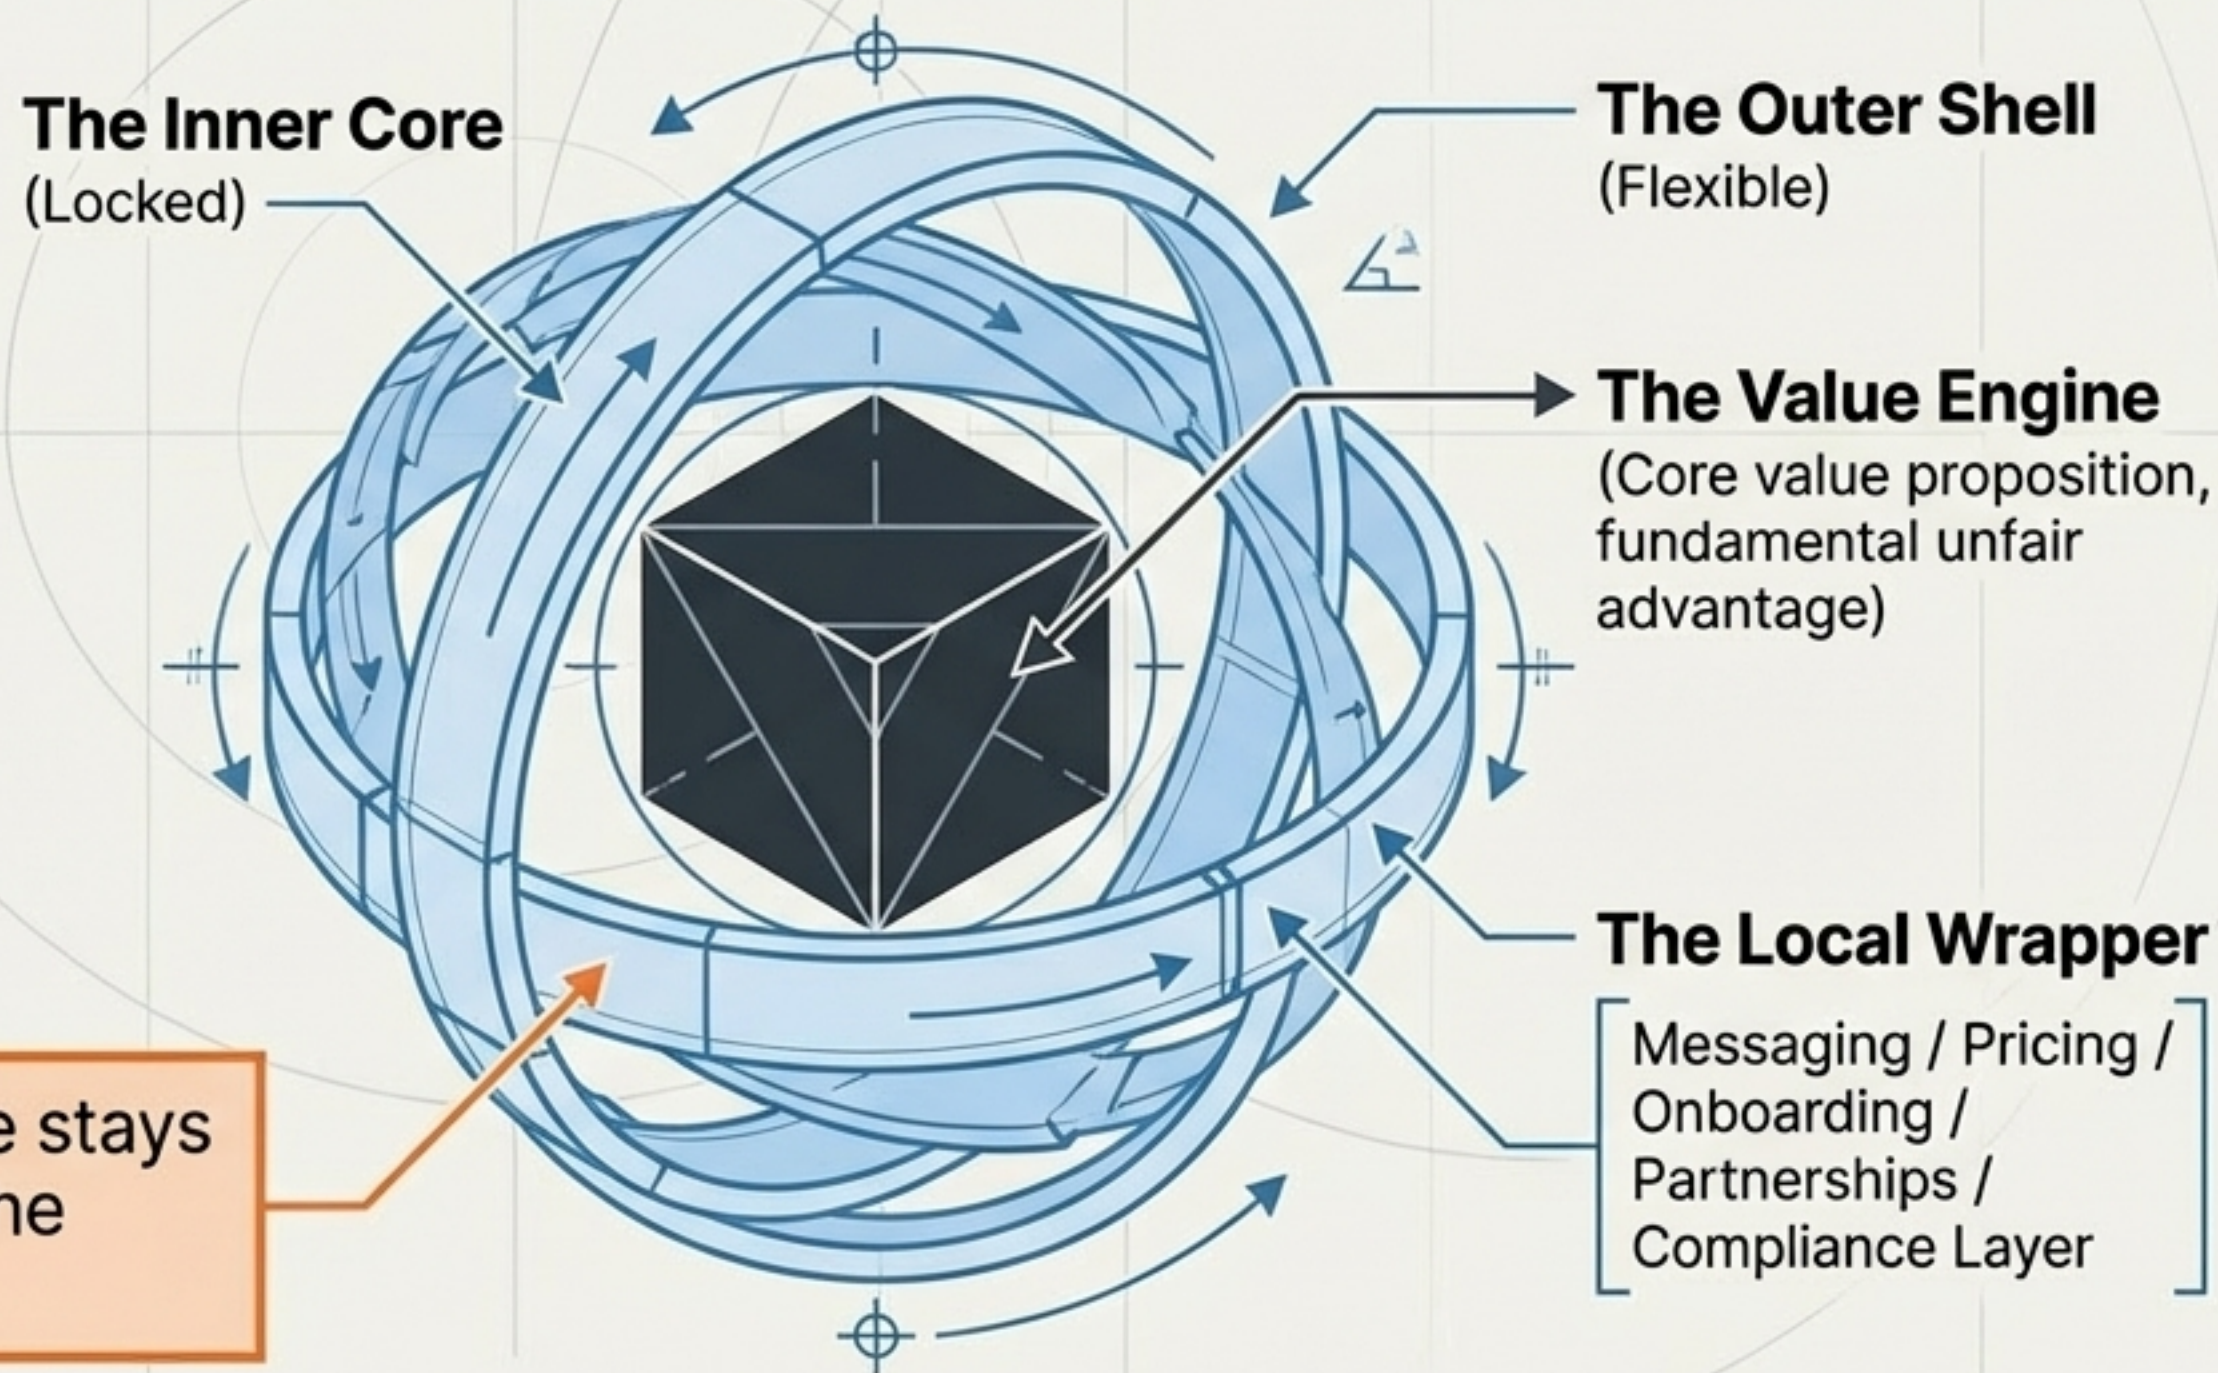 The Inner Core
(Locked)
The Outer Shell
(Flexible)
The Value Engine
(Core value proposition,
fundamental unfair
advantage)
The Local Wrapper
Messaging / Pricing /
Onboarding /
Partnerships /
Compliance Layer
stays